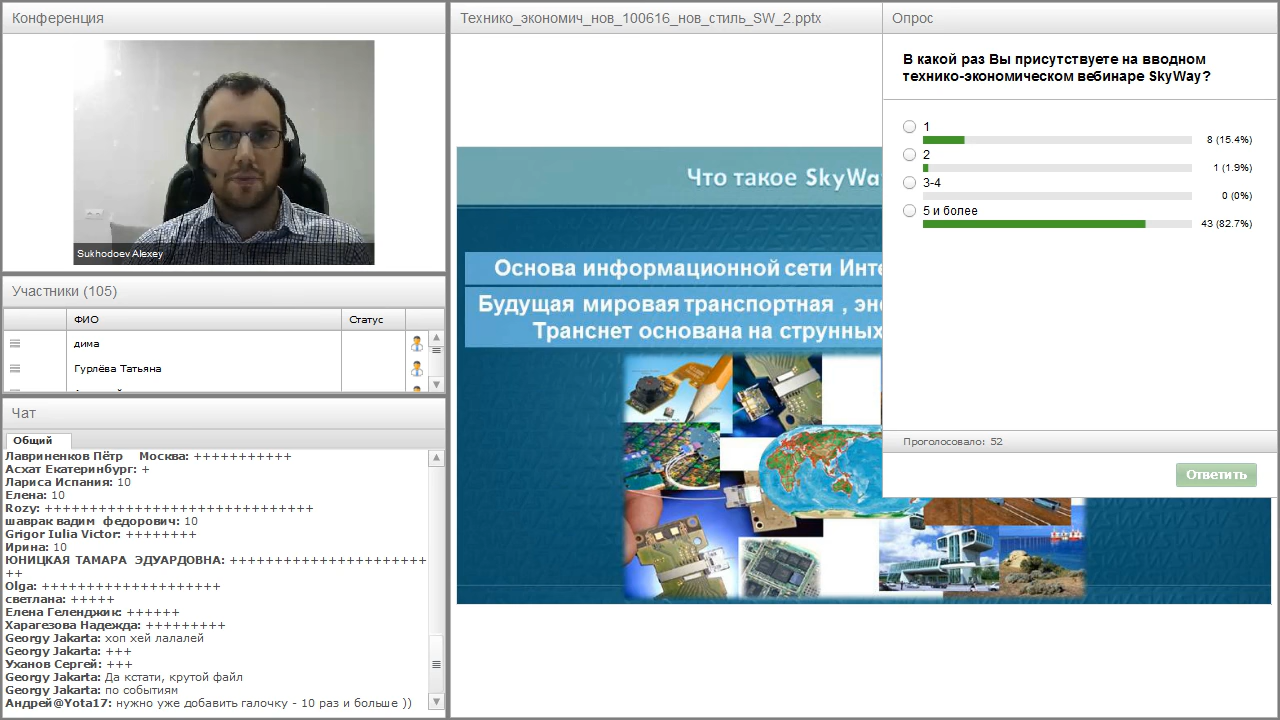 Конференция
Sukhodoev Alexey
Участники (105)
ФИО
Статус
дима
Гурлёва Татьяна
Чат
Общий
Лавриненков Пётр Москва: +++++++++++
Асхат Екатеринбург: +
Лариса Испания: 10
Елена: 10
Rozy: ++++++++++++++++++++++++++++++
шаврак вадим федорович: 10
Grigor Iulia Victor: ++++++++
Ирина: 10
ЮНИЦКАЯ ТАМАРА ЭДУАРДОВНА: ++++++++++++++++++++++
++
Olga: ++++++++++++++++++++
светлана: +++++
Елена Геленджик: ++++++
Харагезова Надежда: +++++++++
Georgy Jakarta: хоп хей лалалей
Georgy Jakarta: +++
Уханов Сергей: +++
Georgy Jakarta: Да кстати, крутой файл
Georgy Jakarta: по событиям
Андрей@Yota17: нужно уже добавить галочку - 10 раз и больше ))
Технико_экономич_нов_100616_нов_стиль_SW_2.pptx
Что такое SkyWa
Основа информационной сети Инте
Будущая мировая транспортная , эне
Транснет основана на струнных
Опрос
В какой раз Вы присутствуете на вводном
технико-экономическом вебинаре SkyWay?
1
8 (15.4%)
2
1 (1.9%)
3-4
0 (0%)
5 и более
43 (82.7%)
Проголосовало: 52
Ответить